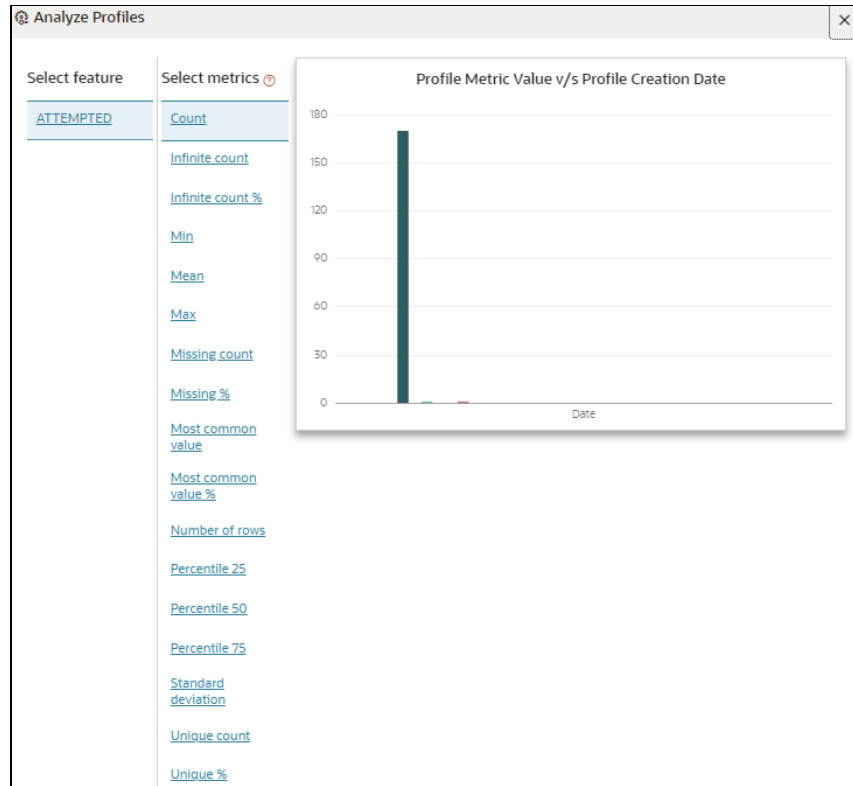 Analyze Profiles
×
Select feature
ATTEMPTED
Select metrics ?
Count
Infinite count
Infinite count %
Min
Mean
Max
Missing count
Missing %
Most common
value
Most common
value %
Number of rows
Percentile 25
Percentile 50
Percentile 75
Standard
deviation
Unique count
Unique %
Profile Metric Value v/s Profile Creation Date
180
150
120
90
60
30
0
Date